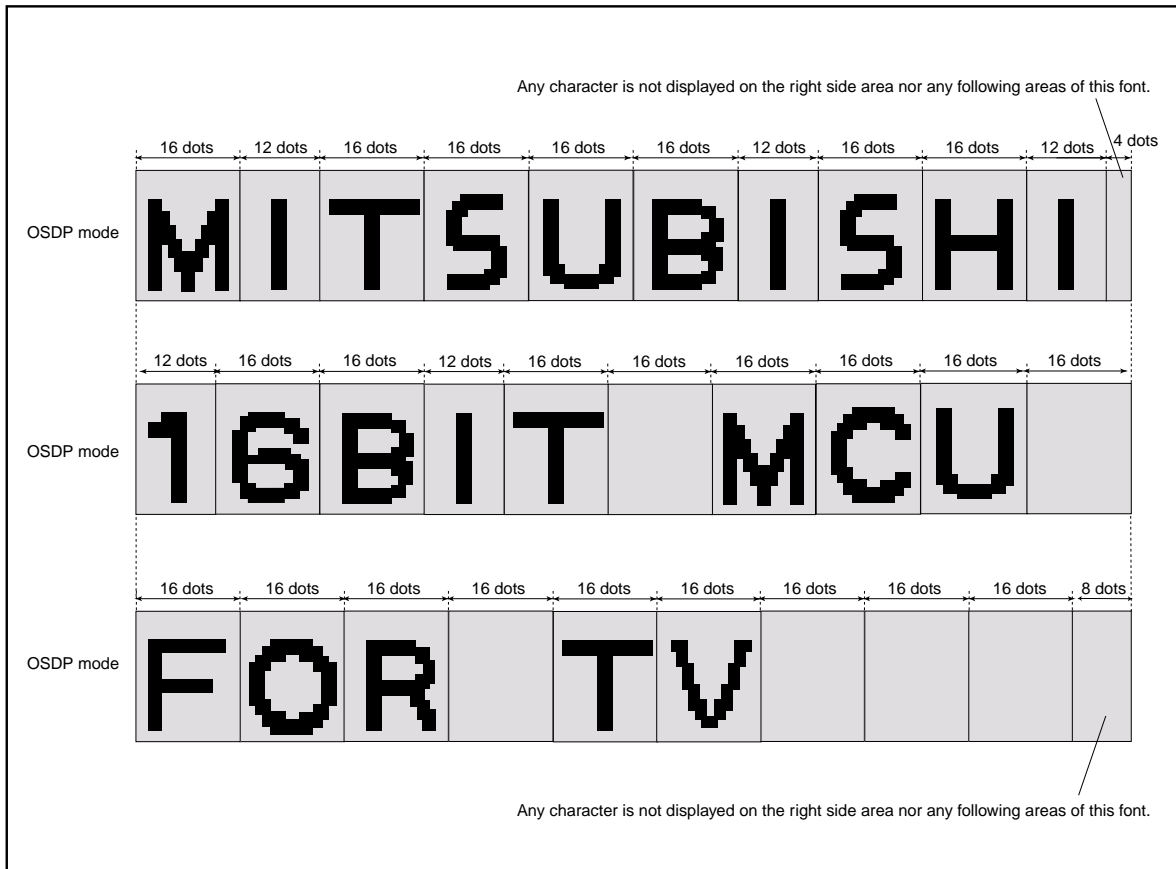 Any character is not displayed on the right side area nor any following areas of this font.
16 dots 12 dots 16 dots 16 dots 16 dots 16 dots 12 dots 16 dots 16 dots 12 dots 4 dots
OSDP mode MITSUBISHI
12 dots 16 dots 16 dots 12 dots 16 dots 16 dots 16 dots 16 dots 16 dots 16 dots
OSDP mode 16BIT MCU
16 dots 16 dots 16 dots 16 dots 16 dots 16 dots 16 dots 16 dots 16 dots 8 dots
OSDP mode FOR TV
Any character is not displayed on the right side area nor any following areas of this font.